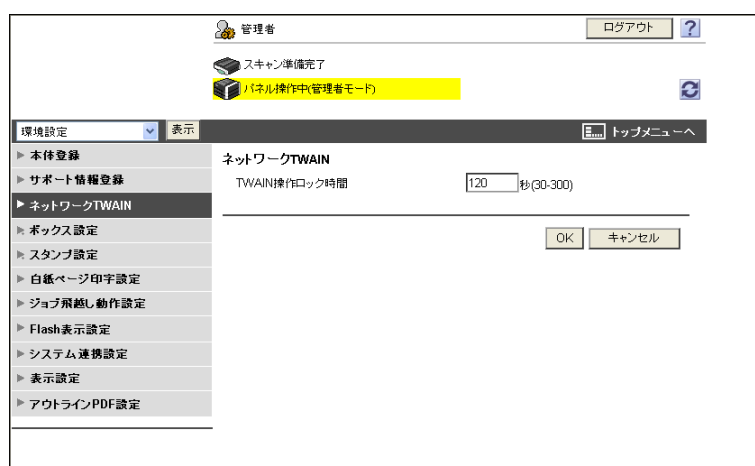 管理者
ログアウト
?
スキャン準備完了
パネル操作中(管理者モード)
環境設定
表示
トップメニューへ
本体登録
サポート情報登録
ネットワークTWAIN
ボックス設定
スタンプ設定
白紙ページ印字設定
ジョブ飛越し動作設定
Flash表示設定
システム連携設定
表示設定
アウトラインPDF設定
ネットワークTWAIN
TWAIN操作ロック時間 120 秒(30-300)
OK キャンセル